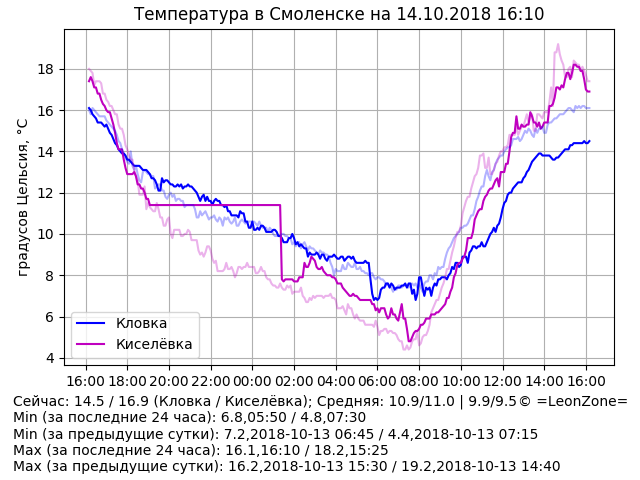 Температура в Смоленске на 14.10.2018 16:10
градусов Цельсия, °C
18
16
14
12
10
8
6
4
Кловка
Киселёвка
16:00 18:00 20:00 22:00 00:00 02:00 04:00 06:00 08:00 10:00 12:00 14:00 16:00
Сейчас: 14.5 / 16.9 (Кловка / Киселёвка); Средняя: 10.9/11.0 | 9.9/9.5© =LeonZone=
Min (за последние 24 часа): 6.8,05:50 / 4.8,07:30
Min (за предыдущие сутки): 7.2,2018-10-13 06:45 / 4.4,2018-10-13 07:15
Max (за последние 24 часа): 16.1,16:10 / 18.2,15:25
Max (за предыдущие сутки): 16.2,2018-10-13 15:30 / 19.2,2018-10-13 14:40